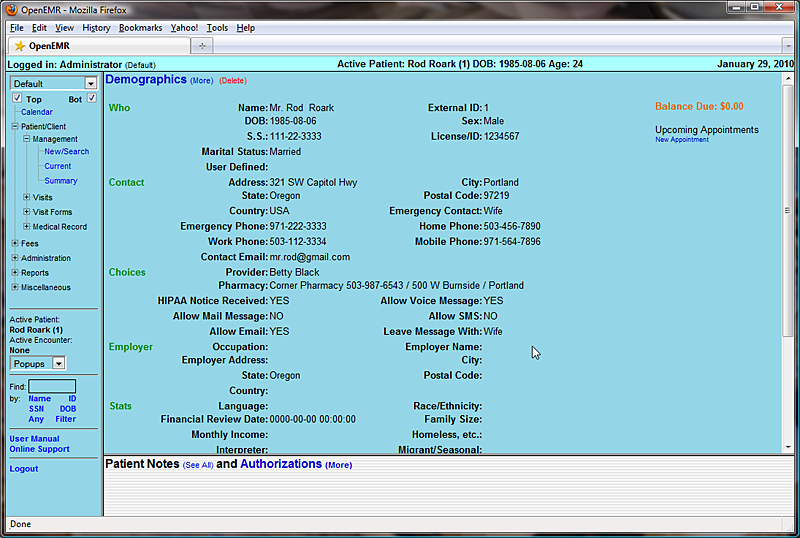 OpenEMR - Mozilla Firefox
File Edit View History Bookmarks Yahoo! Tools Help
OpenEMR
Logged in: Administrator (Default) Active Patient: Rod Roark (1) DOB: 1985-08-06 Age: 24 January 29, 2010
Default
Top Bot
Calendar
Patient/Client
Management
New/Search
Current
Summary
Visits
Visit Forms
Medical Record
Fees
Administration
Reports
Miscellaneous
Active Patient:
Rod Roark (1)
Active Encounter:
None
Popups
Find:
by: Name ID
SSN DOB
Any Filter
User Manual
Online Support
Logout
Demographics (More) (Delete)
Who Name: Mr. Rod Roark External ID: 1
DOB: 1985-08-06 Sex: Male
S.S.: 111-22-3333 License/ID: 1234567
Marital Status: Married
User Defined:
Contact Address: 321 SW Capitol Hwy City: Portland
State: Oregon Postal Code: 97219
Country: USA Emergency Contact: Wife
Emergency Phone: 971-222-3333 Home Phone: 503-456-7890
Work Phone: 503-112-3334 Mobile Phone: 971-564-7896
Contact Email: mr.rod@gmail.com
Choices Provider: Betty Black
Pharmacy: Corner Pharmacy 503-987-6543 / 500 W Burnside / Portland
HIPAA Notice Received: YES Allow Voice Message: YES
Allow Mail Message: NO Allow SMS: NO
Allow Email: YES Leave Message With: Wife
Employer Occupation: Employer Name:
Employer Address: City:
State: Oregon Postal Code:
Country:
Stats Language: Race/Ethnicity:
Financial Review Date: 0000-00-00 00:00:00 Family Size:
Monthly Income: Homeless, etc.:
Interpreter: Migrant/Seasonal:
Balance Due: $0.00
Upcoming Appointments
New Appointment
Patient Notes (See All) and Authorizations (More)
Done